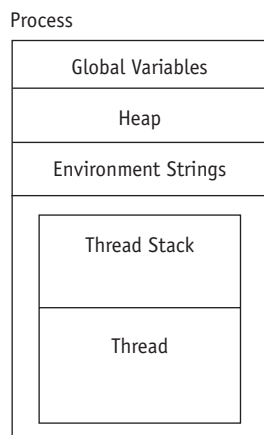 Process
Global Variables
Heap
Environment Strings
Thread Stack
Thread